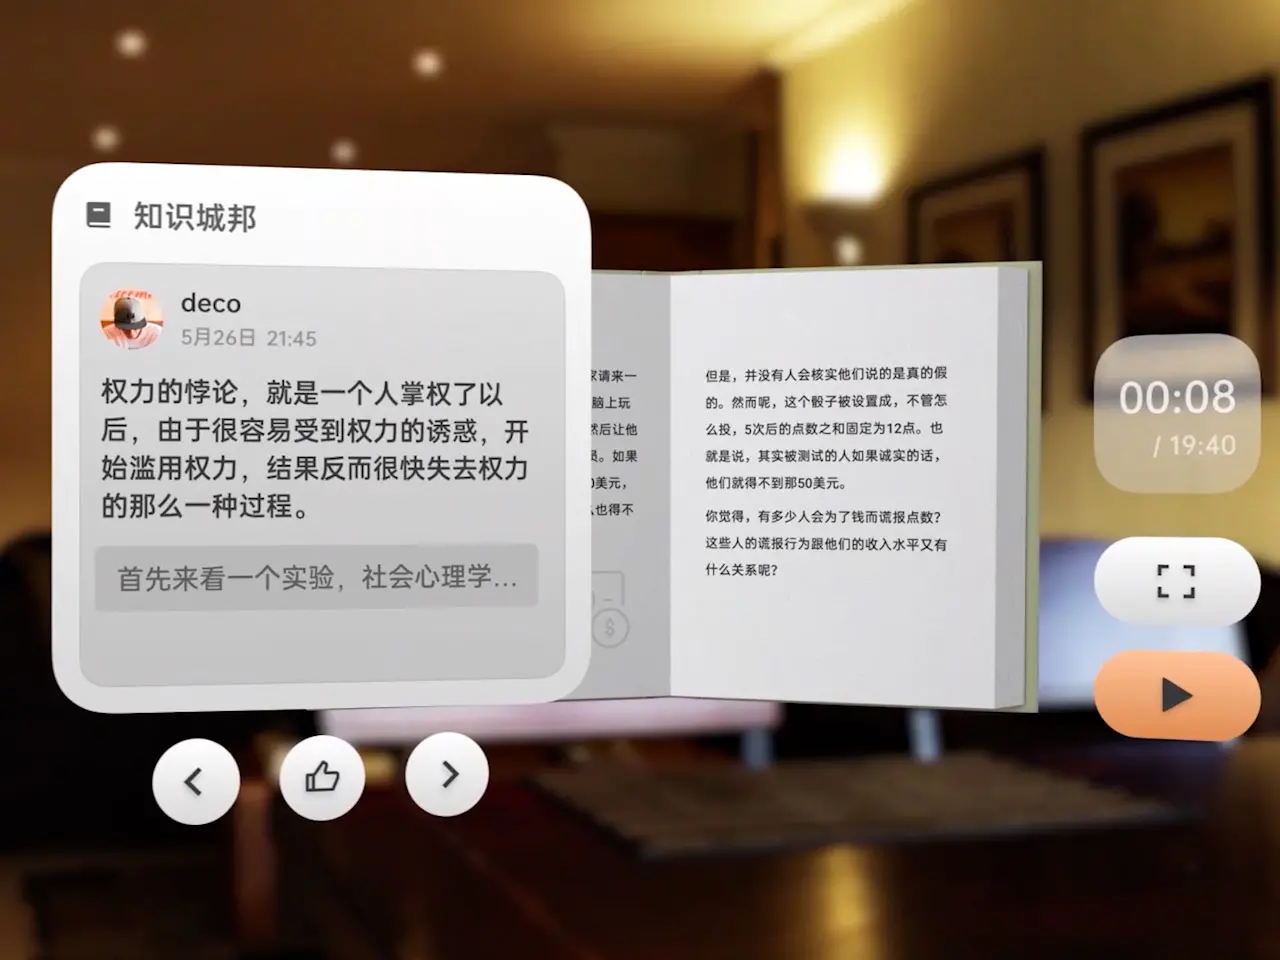 知识城邦
deco
5月26日 21:45
权力的悖论，就是一个人掌权了以
后，由于很容易受到权力的诱惑，开
始滥用权力，结果反而很快失去权力
的那么一种过程。
首先来看一个实验，社会心理学...
家请来一
脑上玩
然后让他
员。如果
0美元，
么也得不
但是，并没有人会核实他们说的是真的假
的。然而呢，这个骰子被设置成，不管怎
么投，5次后的点数之和固定为12点。也
就是说，其实被测试的人如果诚实的话，
他们就得不到那50美元。
你觉得，有多少人会为了钱而谎报点数？
这些人的谎报行为跟他们的收入水平又有
什么关系呢？
00:08
/ 19:40